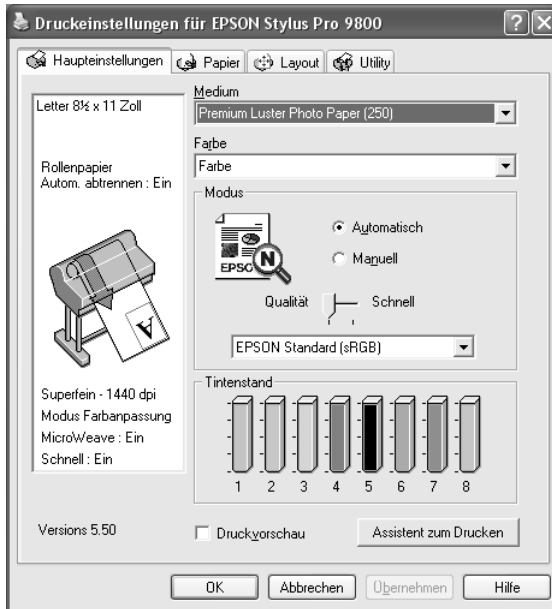 Druckeinstellungen für EPSON Stylus Pro 9800
Haupteinstellungen
Papier
Layout
Utility
Letter 8½ x 11 Zoll
Rollenpapier
Autom. abtrennen : Ein
A
Superfein - 1440 dpi
Modus Farbanpassung
MicroWeave : Ein
Schnell : Ein
Versions 5.50
Medium
Premium Luster Photo Paper (250)
Farbe
Farbe
Modus
EPSO
N
Automatisch
Manuell
Qualität
Schnell
EPSON Standard (sRGB)
Tintenstand
1 2 3 4 5 6 7 8
Druckvorschau
Assistent zum Drucken
OK
Abbrechen
Übernehmen
Hilfe